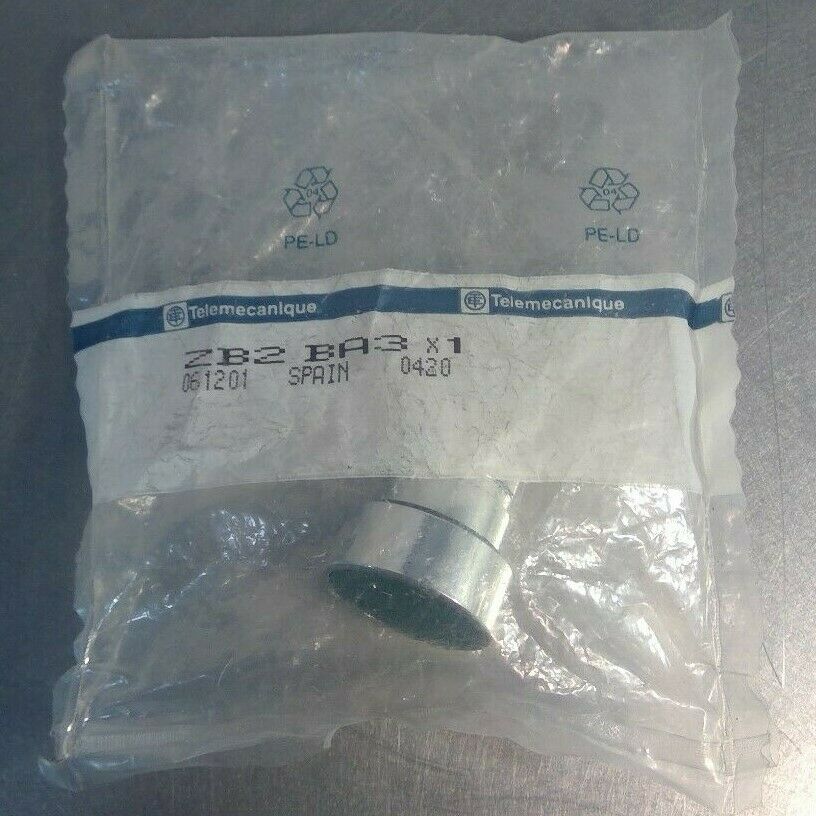 04 04
PE-LD PE-LD
Telemecanique Telemecanique
ZB2 BA3 x1
061201 SPAIN 0420